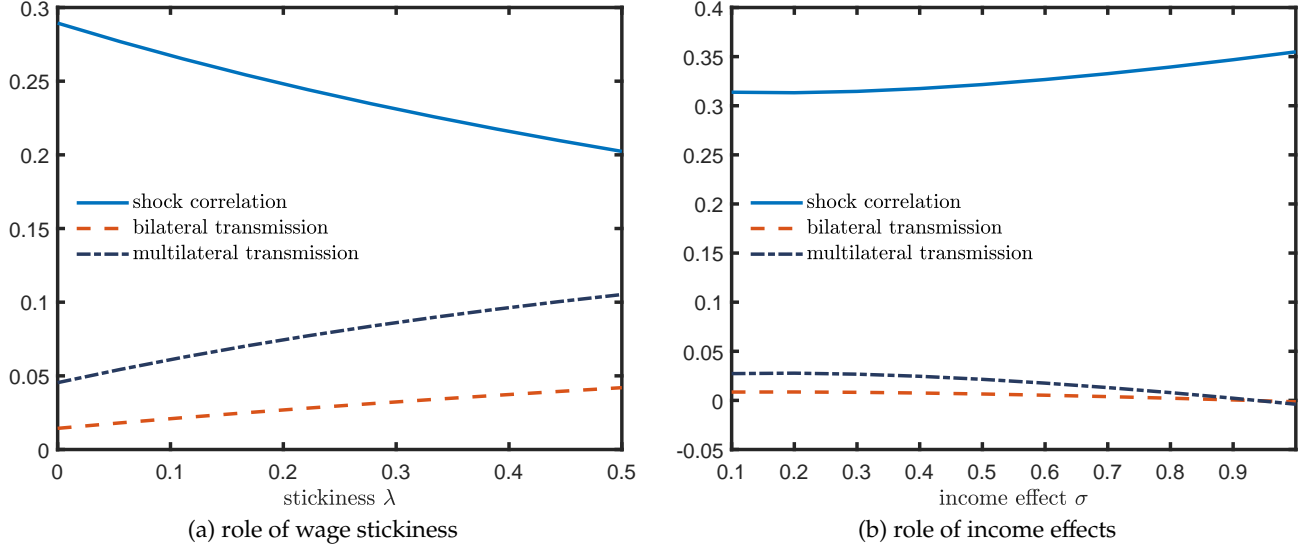 0.3
0.25
0.2
0.15
0.1
0.05
0
shock correlation
bilateral transmission
multilateral transmission
0 0.1 0.2 0.3 0.4 0.5
stickiness λ
(a) role of wage stickiness
0.4
0.35
0.3
0.25
0.2
0.15
0.1
0.05
0
-0.05
shock correlation
bilateral transmission
multilateral transmission
0.1 0.2 0.3 0.4 0.5 0.6 0.7 0.8 0.9
income effect σ
(b) role of income effects